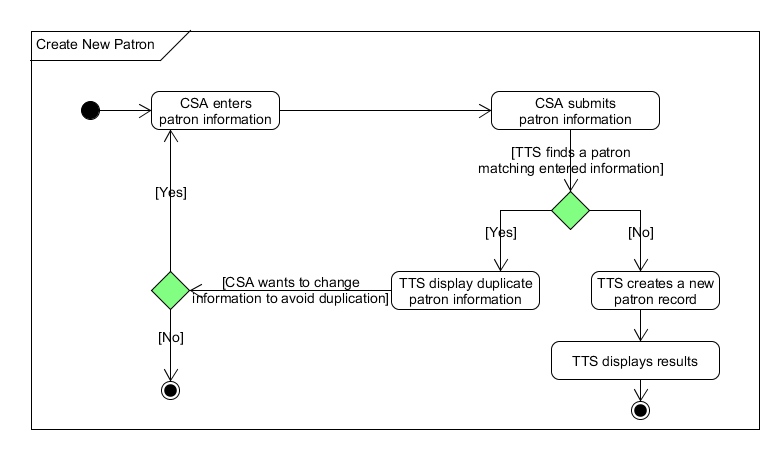 Create New Patron
CSA enters
patron information
CSA submits
patron information
[TTS finds a patron
matching entered information]
[Yes]
[Yes]
[No]
[CSA wants to change
information to avoid duplication]
TTS display duplicate
patron information
TTS creates a new
patron record
[No]
TTS displays results